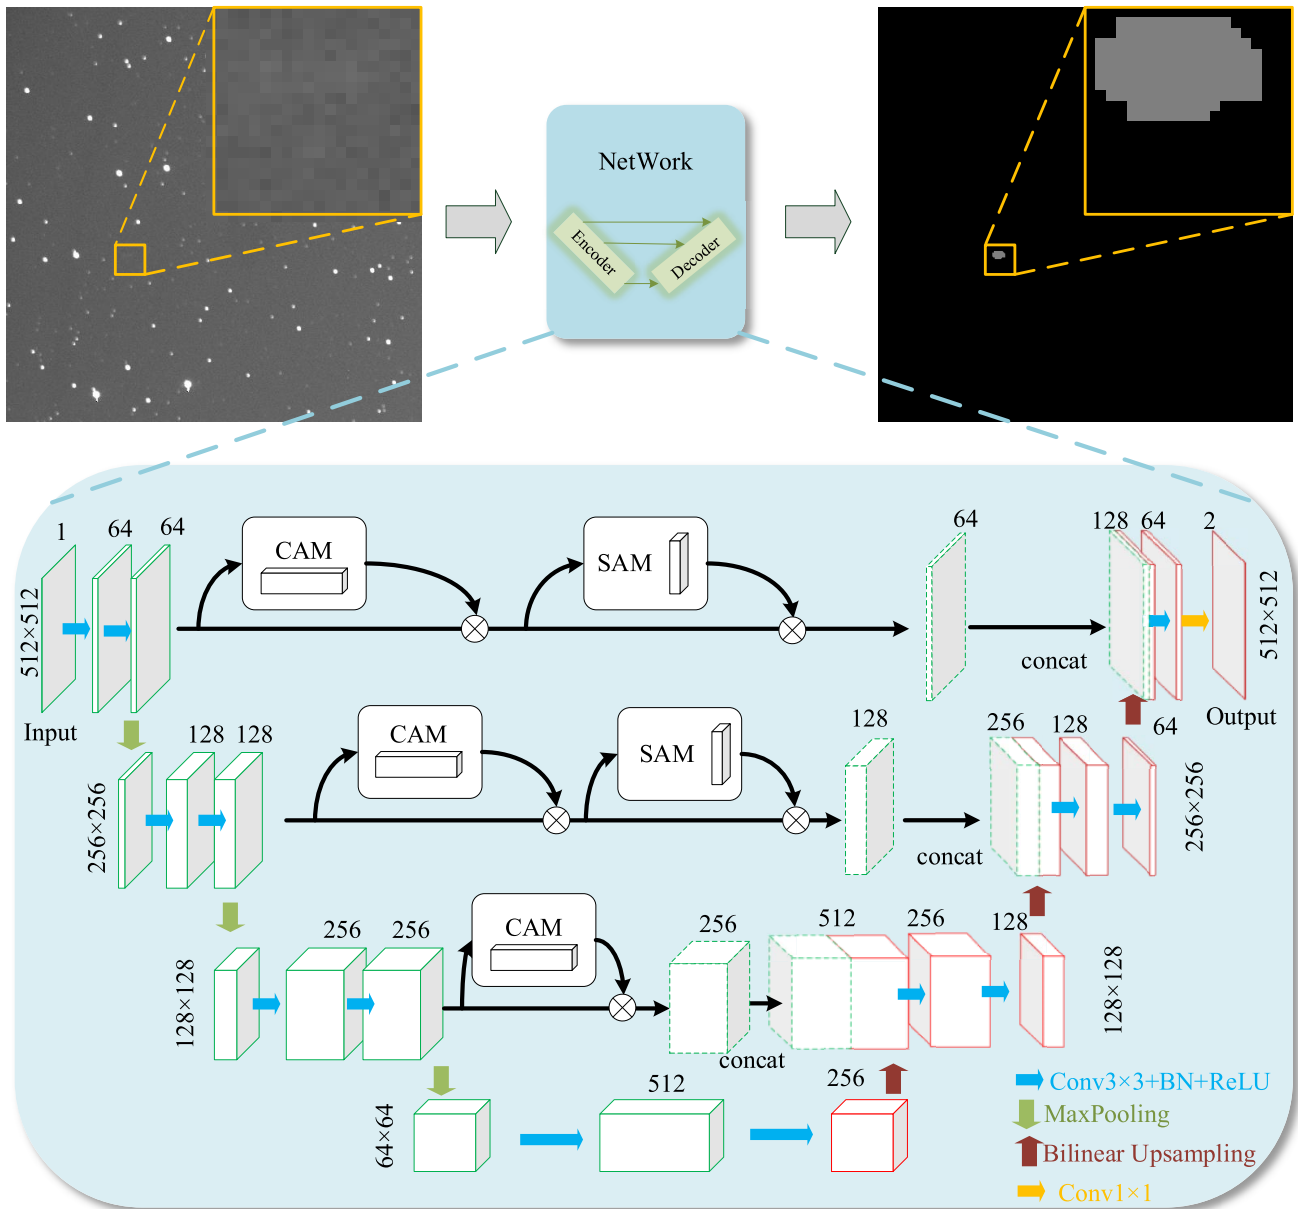 NetWork
Encoder
Decoder
1
64
64
CAM
SAM
64
128
64
2
512×512
512×512
concat
Input
Output
128
128
CAM
SAM
128
256
128
64
256×256
256×256
concat
256
256
CAM
256
512
256
128
128×128
128×128
concat
512
256
64×64
Conv3×3+BN+ReLU
MaxPooling
Bilinear Upsampling
Conv1×1